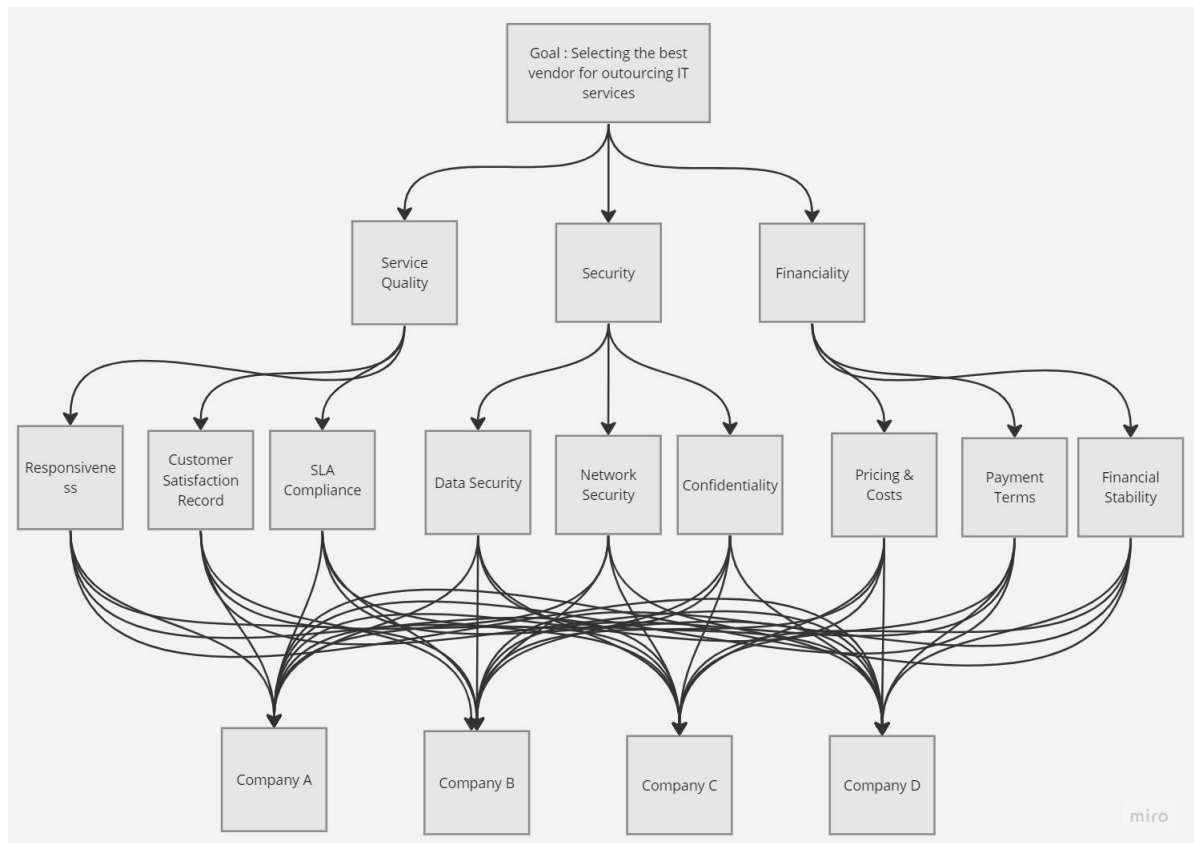 Goal : Selecting the best
vendor for outourcing IT
services
Service
Quality
Security
Financiality
Responsivene
ss
Customer
Satisfaction
Record
SLA
Compliance
Data Security
Network
Security
Confidentiality
Pricing &
Costs
Payment
Terms
Financial
Stability
Company A
Company B
Company C
Company D
miro